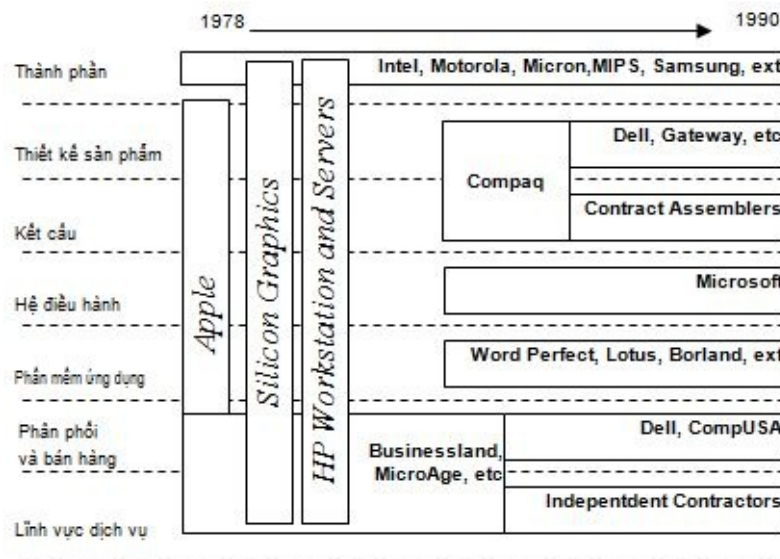 1978
1990
Thành phần
Intel, Motorola, Micron,MIPS, Samsung, ext
Thiết kế sản phẩm
Dell, Gateway, etc
Compaq
Contract Assemblers
Kết cấu
Microsoft
Hệ điều hành
Word Perfect, Lotus, Borland, ext
Phần mềm ứng dụng
Apple
Silicon Graphics
HP Workstation and Servers
Phân phối
và bán hàng
Dell, CompUSA
Businessland,
MicroAge, etc
Indepentdent Contractors
Lĩnh vực dịch vụ